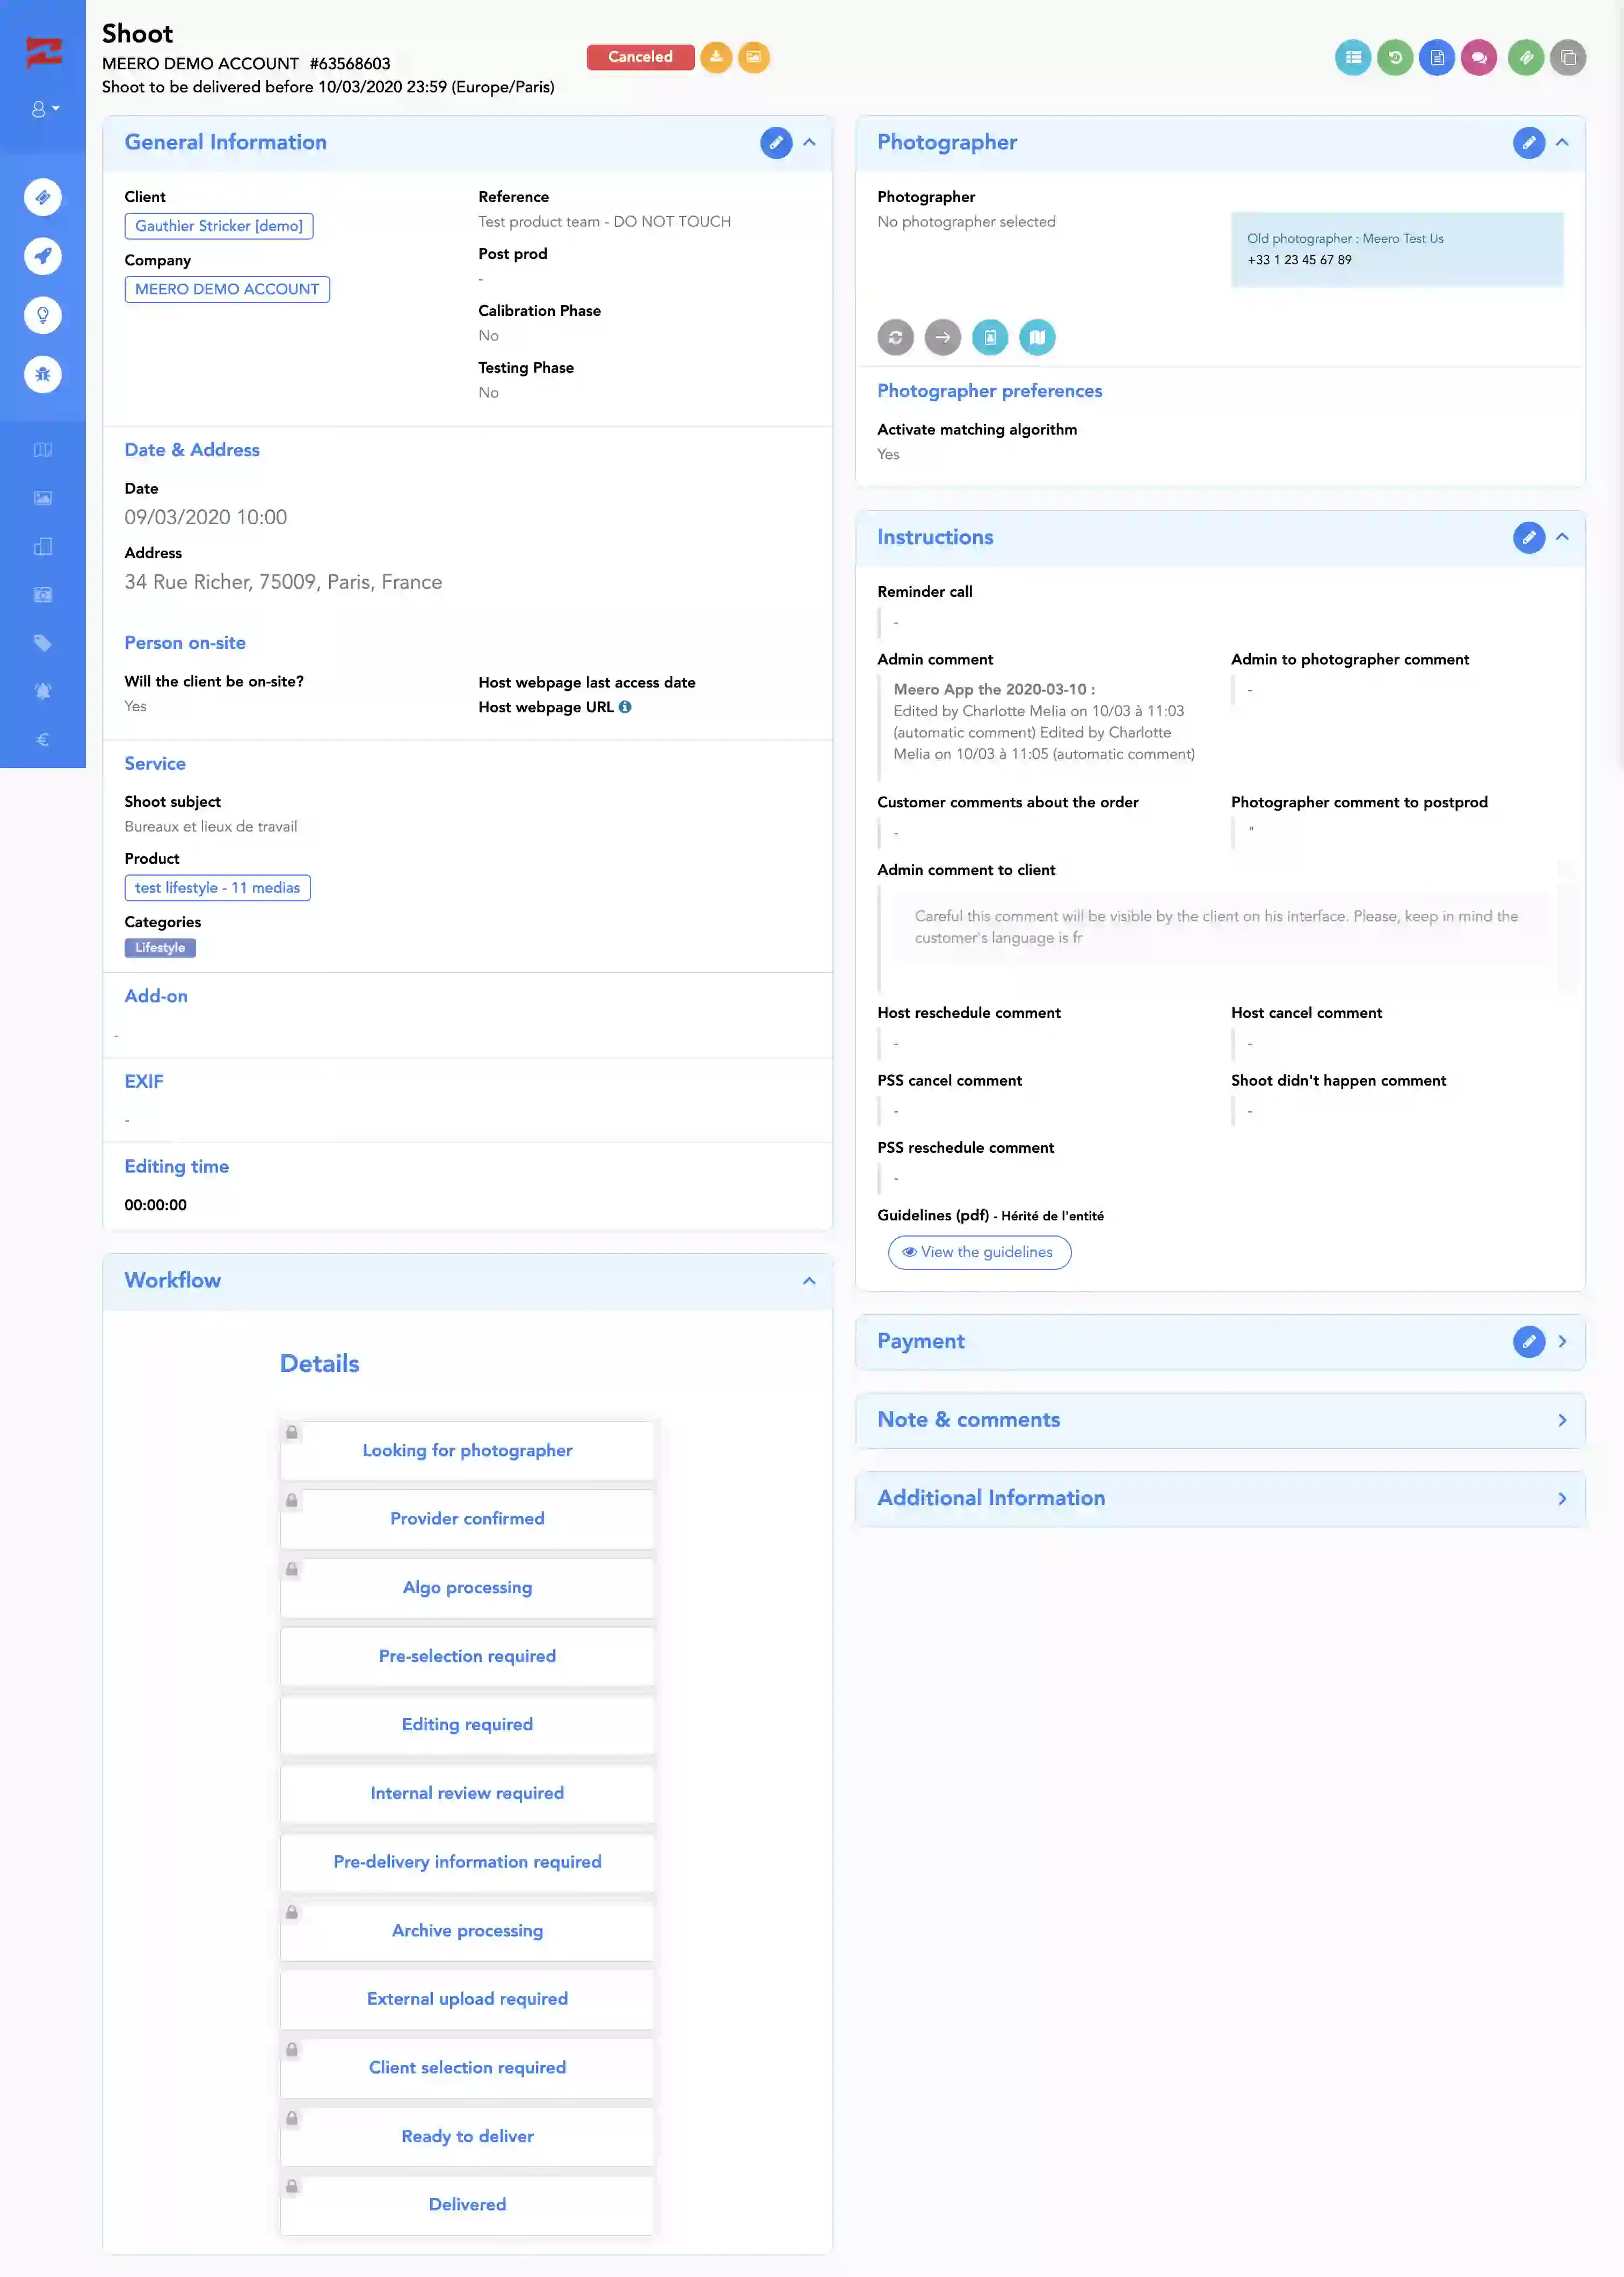 Shoot
MEERO DEMO ACCOUNT #63568603
Shoot to be delivered before 10/03/2020 23:59 (Europe/Paris)
Canceled
General Information
Client
Gauthier Stricker [demo]
Company
MEERO DEMO ACCOUNT
Reference
Test product team - DO NOT TOUCH
Post prod
-
Calibration Phase
No
Testing Phase
No
Date & Address
Date
09/03/2020 10:00
Address
34 Rue Richer, 75009, Paris, France
Person on-site
Will the client be on-site?
Yes
Host webpage last access date
Host webpage URL
Service
Shoot subject
Bureaux et lieux de travail
Product
test lifestyle - 11 medias
Categories
Lifestyle
Add-on
-
EXIF
-
Editing time
00:00:00
Workflow
Details
Looking for photographer
Provider confirmed
Algo processing
Pre-selection required
Editing required
Internal review required
Pre-delivery information required
Archive processing
External upload required
Client selection required
Ready to deliver
Delivered
Photographer
Photographer
No photographer selected
Old photographer : Meero Test Us
+33 1 23 45 67 89
Photographer preferences
Activate matching algorithm
Yes
Instructions
Reminder call
-
Admin comment
Meero App the 2020-03-10 :
Edited by Charlotte Melia on 10/03 à 11:03
(automatic comment) Edited by Charlotte
Melia on 10/03 à 11:05 (automatic comment)
Admin to photographer comment
-
Customer comments about the order
-
Photographer comment to postprod
"
Admin comment to client
Careful this comment will be visible by the client on his interface. Please, keep in mind the
customer's language is fr
Host reschedule comment
-
Host cancel comment
-
PSS cancel comment
-
Shoot didn't happen comment
-
PSS reschedule comment
-
Guidelines (pdf) - Hérité de l'entité
View the guidelines
Payment
Note & comments
Additional Information